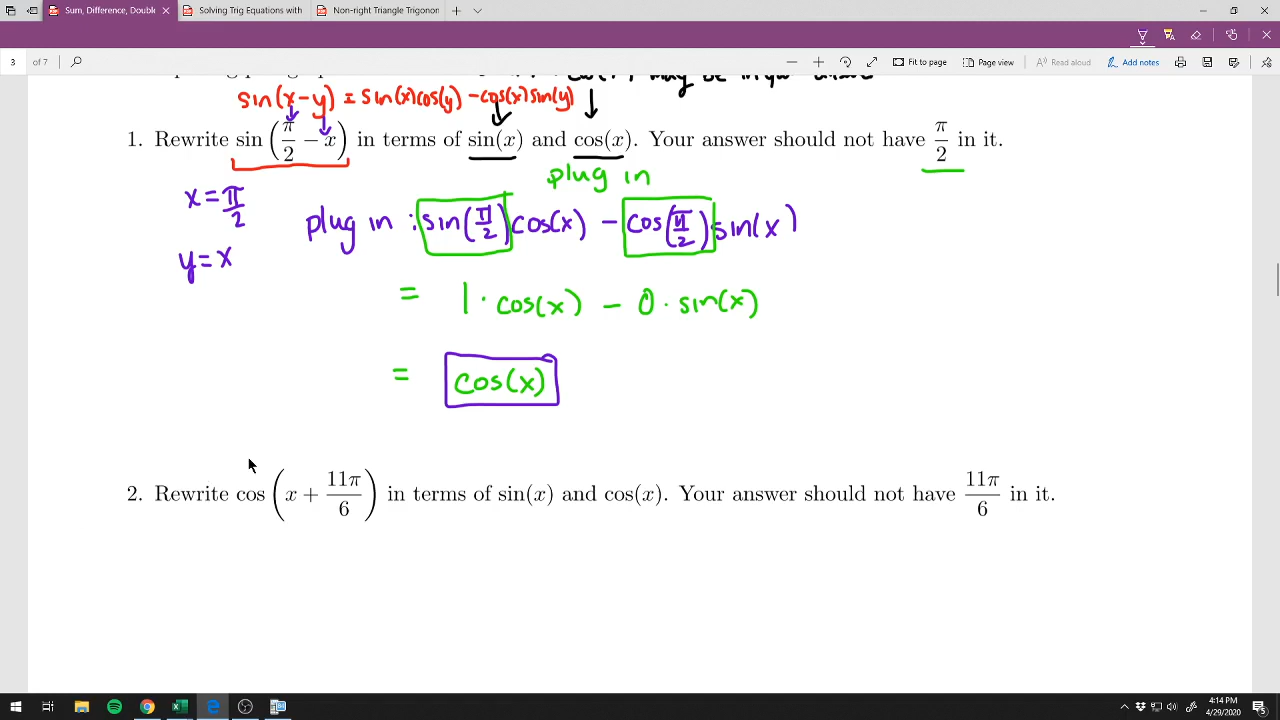 Sum, Difference, Doubl
Solving Trig Equations with
Non-right Triangle Trigonon
3 of 7
Fit to page
Page view
Read aloud
Add notes
may be in your
sin(x-y) = sin(x)cos(y) - cos(x)sin(y)
1. Rewrite sin(π/2 − x) in terms of sin(x) and cos(x). Your answer should not have π/2 in it.
plug in
x = π/2
plug in : sin(π/2) cos(x) - cos(π/2) sin(x)
y = x
= 1 · cos(x) - 0 · sin(x)
= cos(x)
2. Rewrite cos(x + 11π/6) in terms of sin(x) and cos(x). Your answer should not have 11π/6 in it.
4:14 PM
4/29/2020